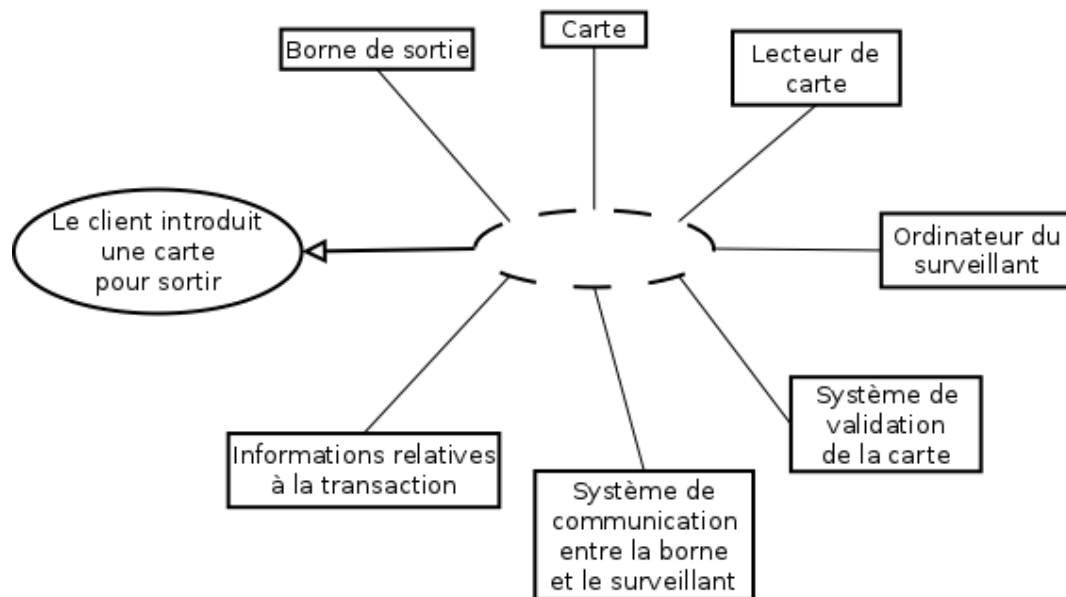 Borne de sortie
Carte
Lecteur de
carte
Le client introduit
une carte
pour sortir
Ordinateur du
surveillant
Informations relatives
à la transaction
Système de
communication
entre la borne
et le surveillant
Système de
validation
de la carte